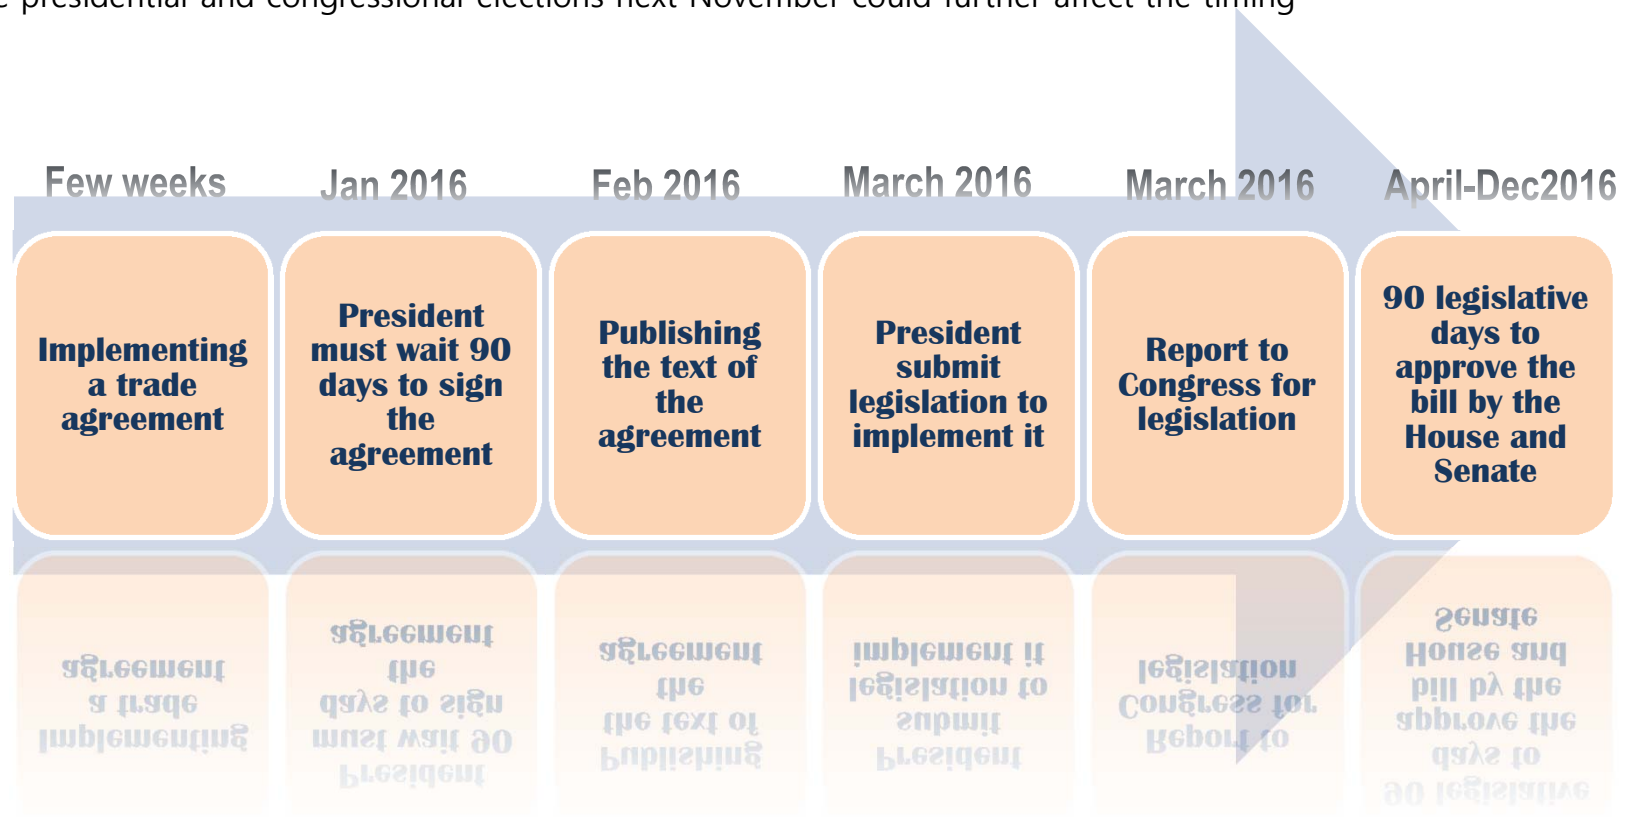 e presidential and congressional elections next November could further affect the timing
Few weeks
Jan 2016
Feb 2016
March 2016
March 2016
April-Dec2016
Implementing
a trade
agreement
President
must wait 90
days to sign
the
agreement
Publishing
the text of
the
agreement
President
submit
legislation to
implement it
Report to
Congress for
legislation
90 legislative
days to
approve the
bill by the
House and
Senate